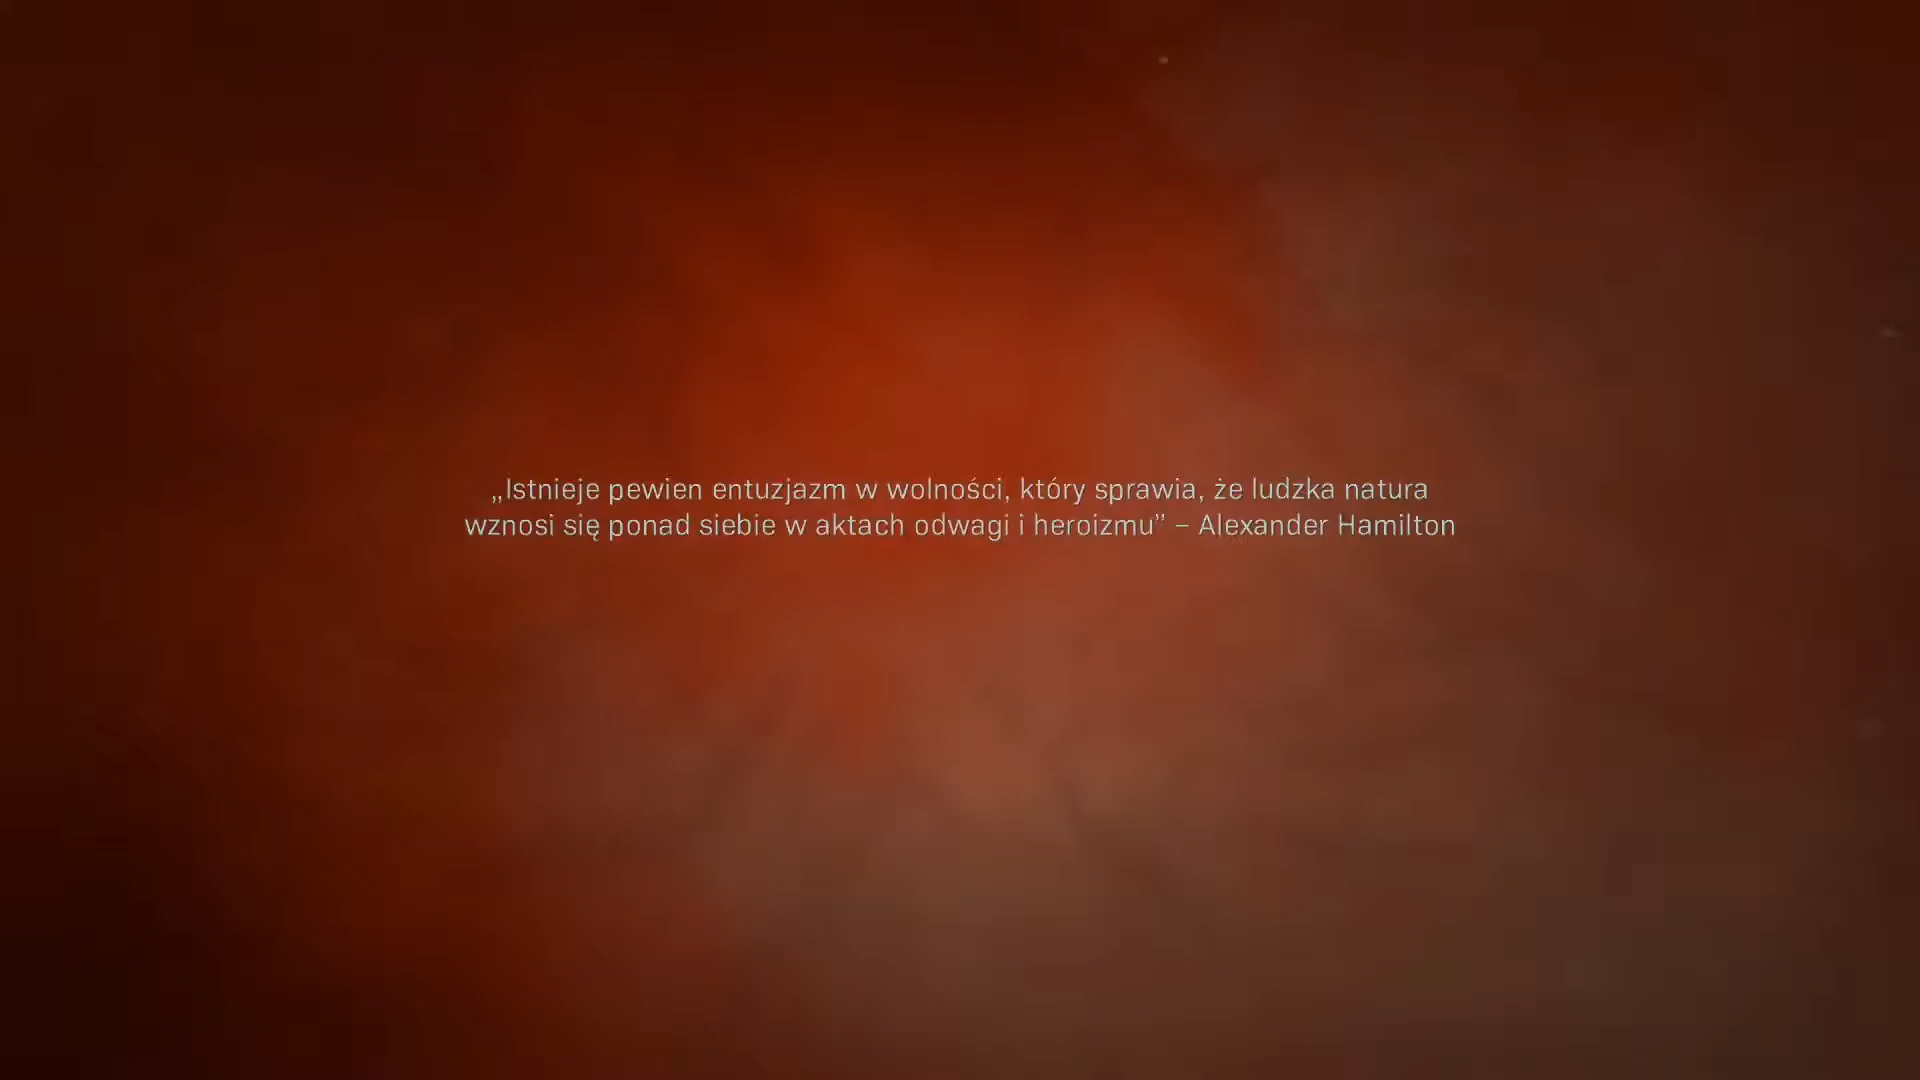 „Istnieje pewien entuzjazm w wolności, który sprawia, że ludzka natura
wznosi się ponad siebie w aktach odwagi i heroizmu” – Alexander Hamilton